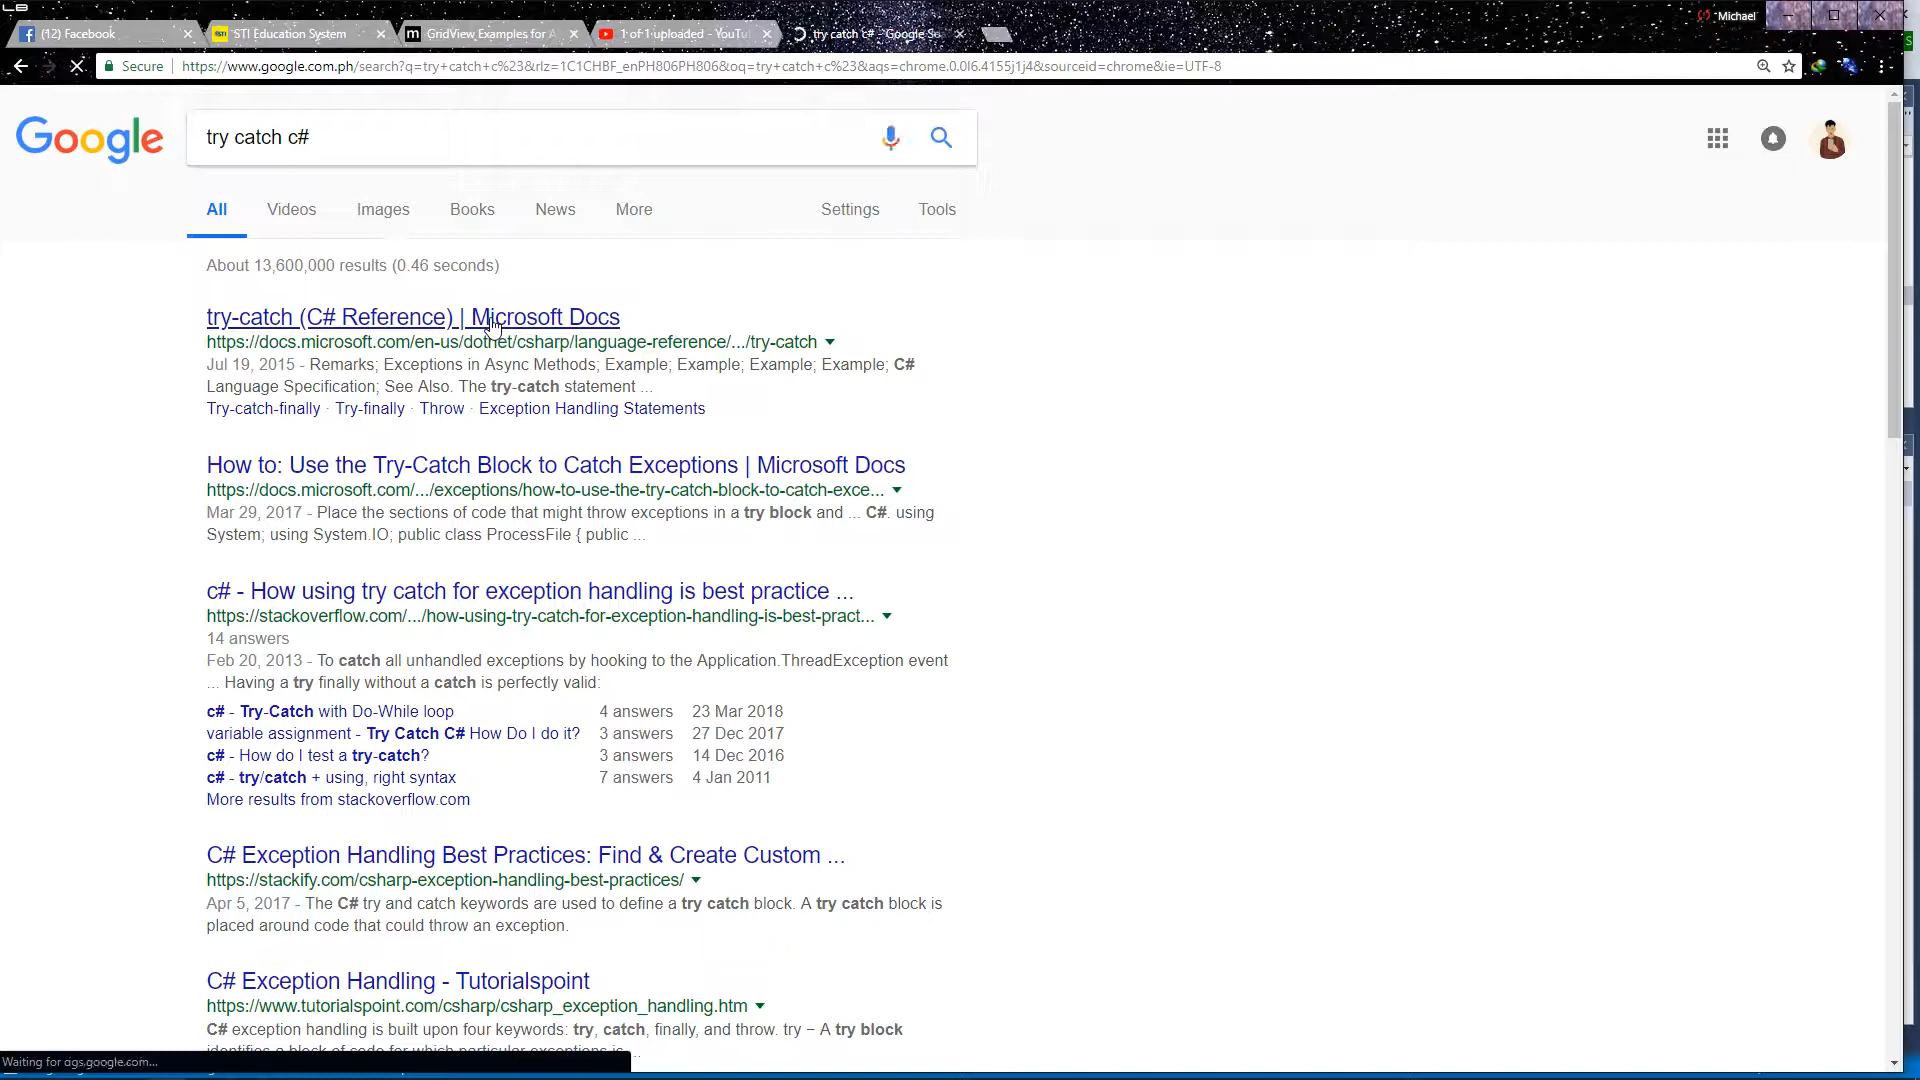 (12) Facebook
STI Education System
GridView Examples for A
1 of 1 uploaded - YouTu
try catch c# - Google Se
Michael
Secure
https://www.google.com.ph/search?q=try+catch+c%23&rlz=1C1CHBF_enPH806PH806&oq=try+catch+c%23&aqs=chrome.0.0l6.4155j1j4&sourceid=chrome&ie=UTF-8
Google
try catch c#
All
Videos
Images
Books
News
More
Settings
Tools
About 13,600,000 results (0.46 seconds)
try-catch (C# Reference) | Microsoft Docs
https://docs.microsoft.com/en-us/dotnet/csharp/language-reference/.../try-catch
Jul 19, 2015 - Remarks; Exceptions in Async Methods; Example; Example; Example; Example; C#
Language Specification; See Also. The try-catch statement ...
Try-catch-finally · Try-finally · Throw · Exception Handling Statements
How to: Use the Try-Catch Block to Catch Exceptions | Microsoft Docs
https://docs.microsoft.com/.../exceptions/how-to-use-the-try-catch-block-to-catch-exce...
Mar 29, 2017 - Place the sections of code that might throw exceptions in a try block and ... C#. using
System; using System.IO; public class ProcessFile { public ...
c# - How using try catch for exception handling is best practice ...
https://stackoverflow.com/.../how-using-try-catch-for-exception-handling-is-best-pract...
14 answers
Feb 20, 2013 - To catch all unhandled exceptions by hooking to the Application.ThreadException event
... Having a try finally without a catch is perfectly valid:
c# - Try-Catch with Do-While loop 4 answers 23 Mar 2018
variable assignment - Try Catch C# How Do I do it? 3 answers 27 Dec 2017
c# - How do I test a try-catch? 3 answers 14 Dec 2016
c# - try/catch + using, right syntax 7 answers 4 Jan 2011
More results from stackoverflow.com
C# Exception Handling Best Practices: Find & Create Custom ...
https://stackify.com/csharp-exception-handling-best-practices/
Apr 5, 2017 - The C# try and catch keywords are used to define a try catch block. A try catch block is
placed around code that could throw an exception.
C# Exception Handling - Tutorialspoint
https://www.tutorialspoint.com/csharp/csharp_exception_handling.htm
C# exception handling is built upon four keywords: try, catch, finally, and throw. try − A try block
identifies a block of code for which particular exceptions is ...
Waiting for ogs.google.com...